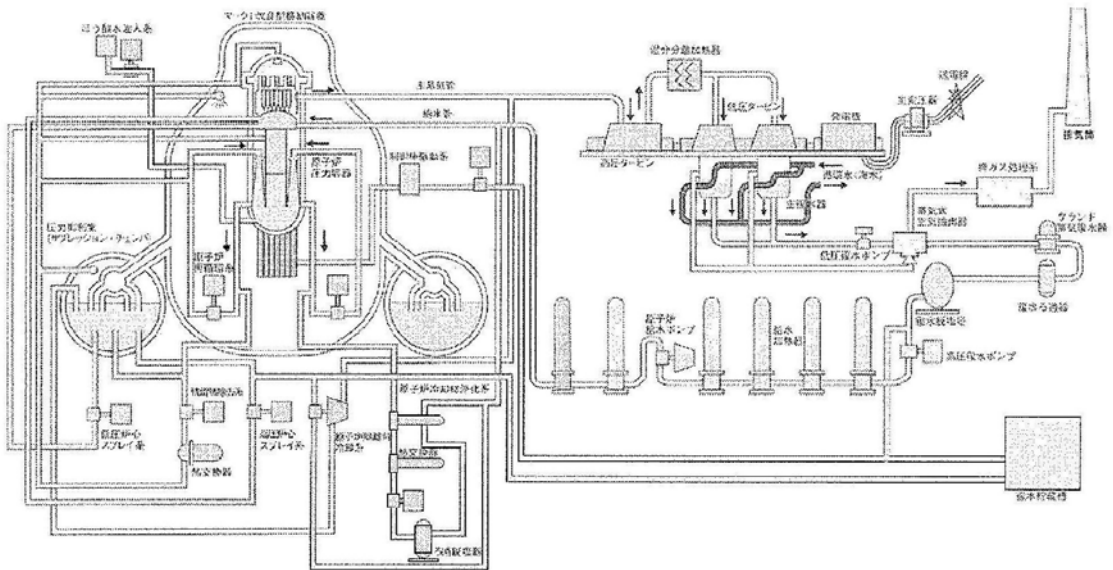 ほう酸水注入系
マークI改良型格納容器
主蒸気管
給水管
原子炉
圧力容器
制御棒駆動系
圧力抑制室
(サプレッション・チェンバ)
原子炉
再循環系
湿分分離加熱器
低圧タービン
高圧タービン
発電機
主変圧器
送電線
排気筒
循環水(海水)
主復水器
排ガス処理系
蒸気式
空気抽出器
グランド
蒸気復水器
低圧復水ポンプ
復水ろ過器
復水脱塩器
高圧復水ポンプ
原子炉
給水ポンプ
給水
加熱器
原子炉冷却材浄化系
残留熱除去系
低圧炉心
スプレイ系
高圧炉心
スプレイ系
原子炉隔離時
冷却系
熱交換器
熱交換器
ろ過脱塩器
復水貯蔵槽